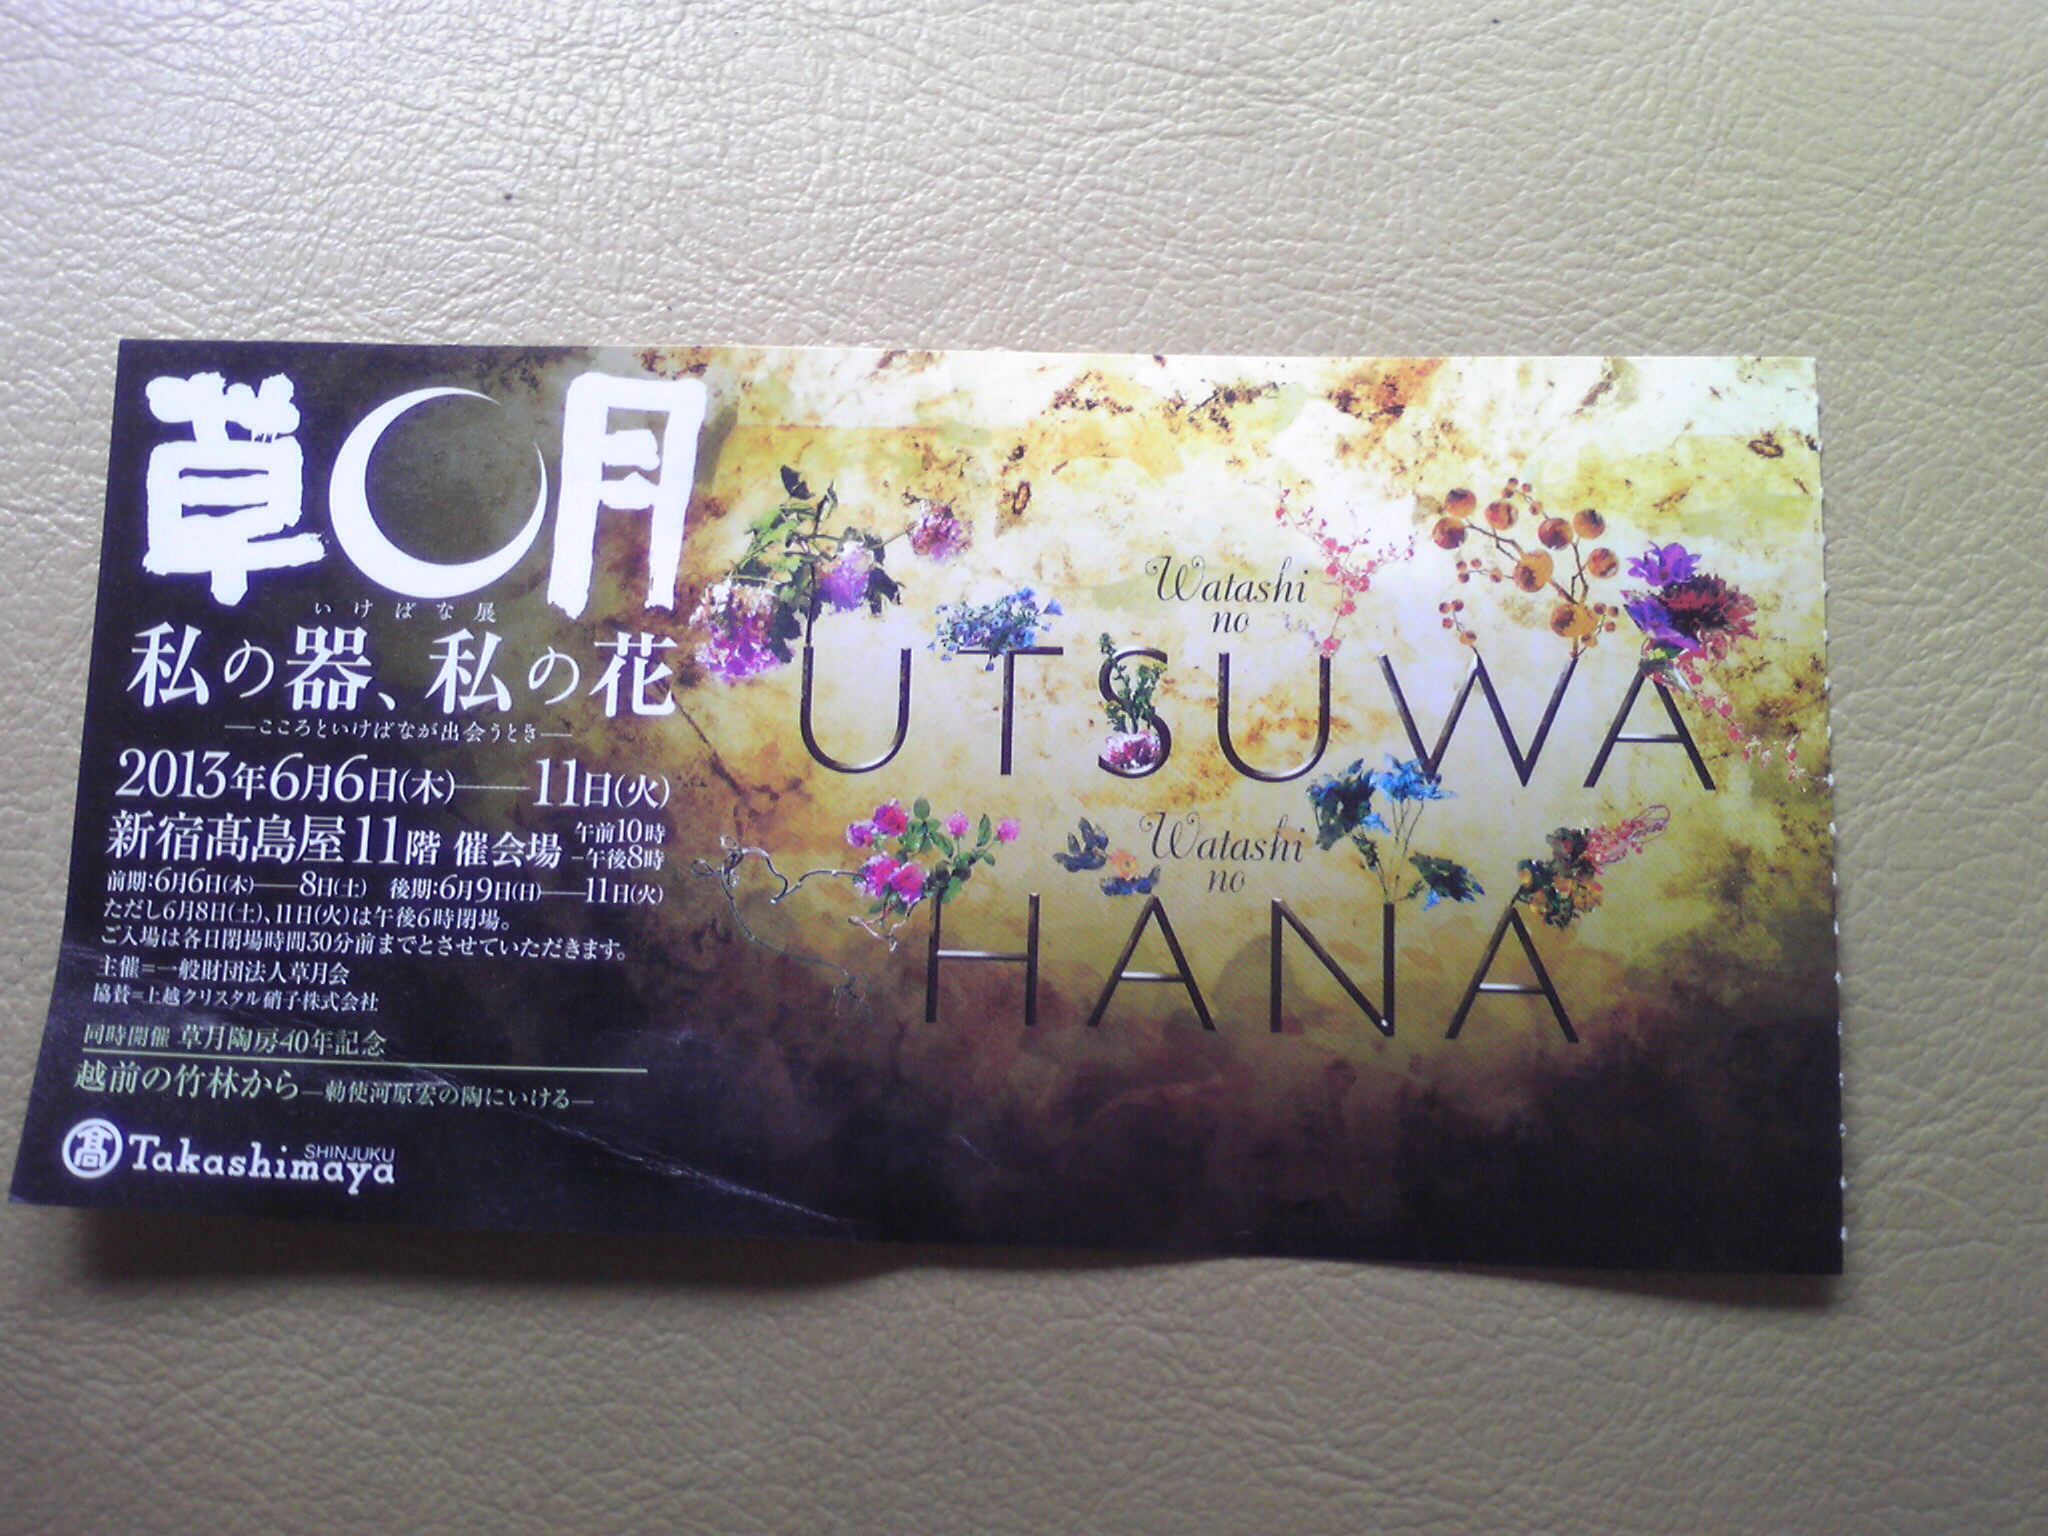 草月
いけばな展
私の器、私の花
―こころといけばなが出会うとき―
2013年6月6日(木)――11日(火)
新宿髙島屋11階 催会場 午前10時
–午後8時
前期:6月6日(木)――8日(土) 後期:6月9日(日)――11日(火)
ただし6月8日(土)、11日(火)は午後6時閉場。
ご入場は各日閉場時間30分前までとさせていただきます。
主催=一般財団法人草月会
協賛=上越クリスタル硝子株式会社
同時開催 草月陶房40年記念
越前の竹林から―勅使河原宏の陶にいける―
髙 Takashimaya SHINJUKU
Watashi
no
UTSUWA
Watashi
no
HANA